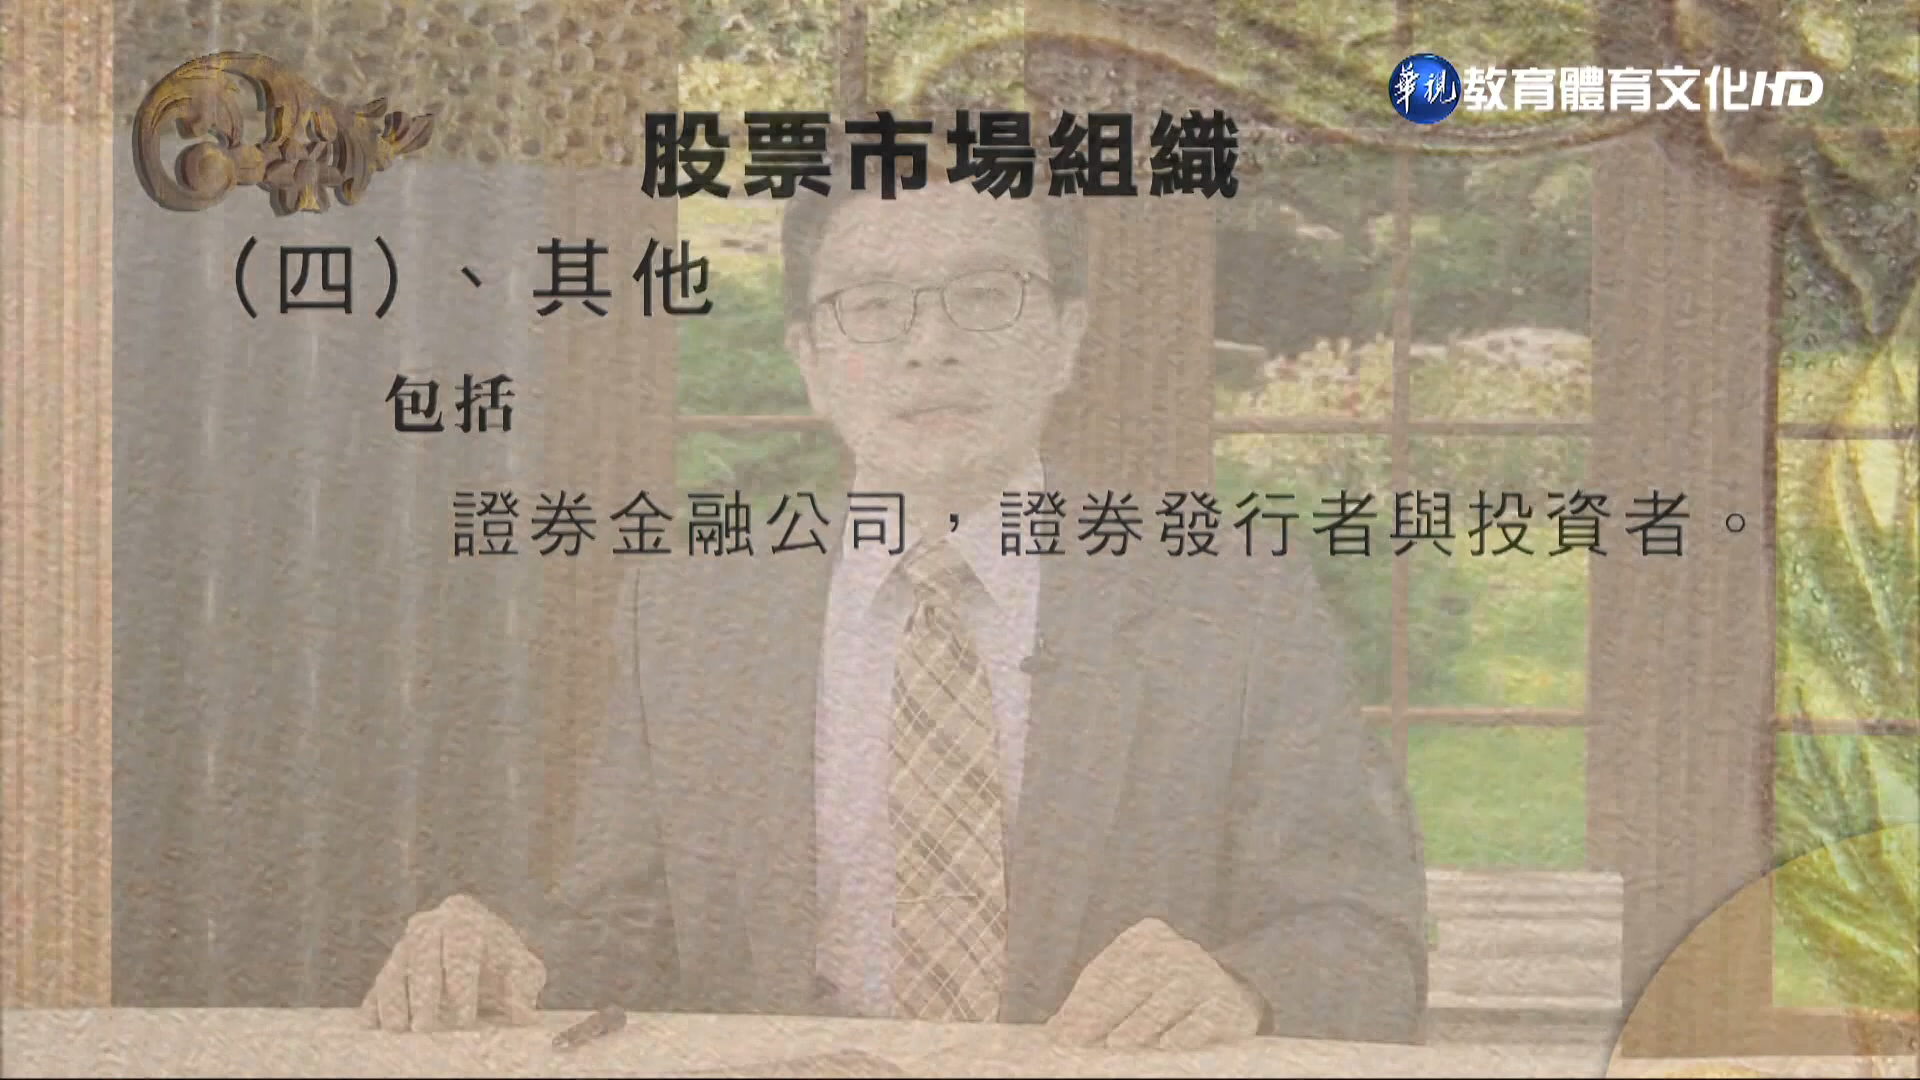 華視 教育體育文化HD
股票市場組織
（四）、其他
包括
證券金融公司，證券發行者與投資者。